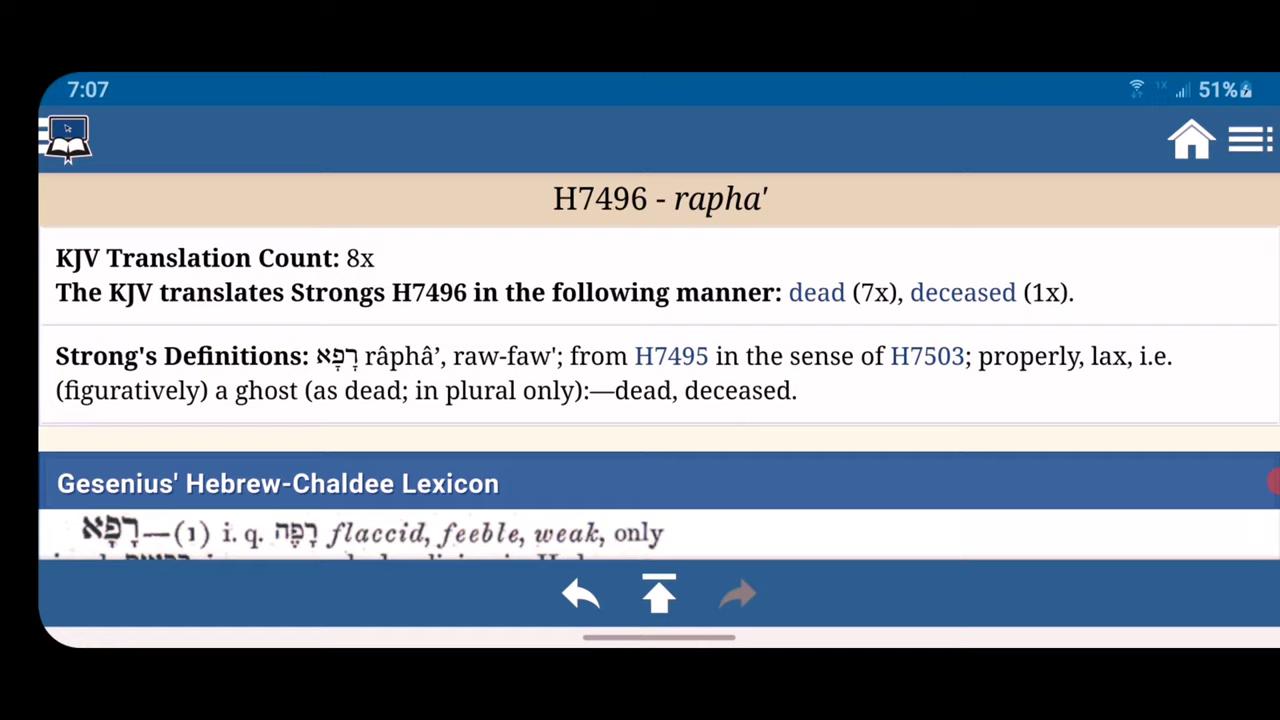 7:07
1X 51%
H7496 - rapha'
KJV Translation Count: 8x
The KJV translates Strongs H7496 in the following manner: dead (7x), deceased (1x).
Strong's Definitions: רָפָא râphâʼ, raw-faw'; from H7495 in the sense of H7503; properly, lax, i.e.
(figuratively) a ghost (as dead; in plural only):—dead, deceased.
Gesenius' Hebrew-Chaldee Lexicon
רָפָא—(1) i. q. רָפֶה flaccid, feeble, weak, only